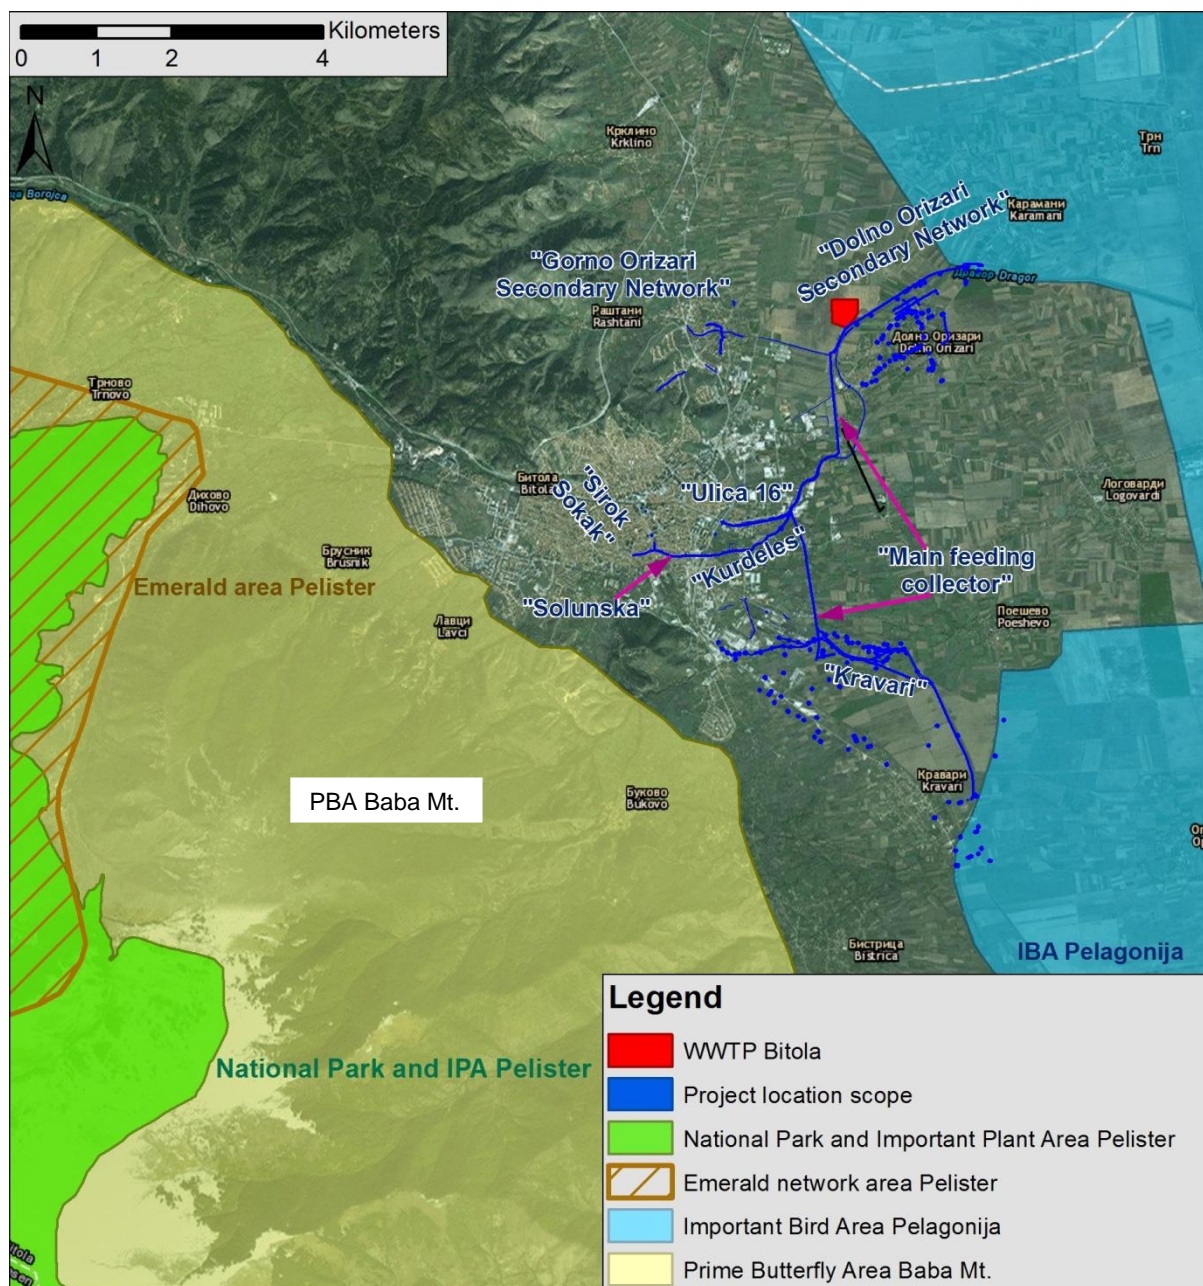 Kilometers
0 1 2 4
N
Крклино
Krklino
Трн
Trn
Карамани
Karamani
"Dolno Orizari
Secondary Network"
Драгор Dragor
"Gorno Orizari
Secondary Network"
Раштани
Rashtani
Долно Оризари
Dolno Orizari
Трново
Trnovo
Битола
Bitola
"Sirok
Sokak"
"Ulica 16"
Логоварди
Logovardi
Дихово
Dihovo
Брусник
Brusnik
"Kurdeles"
"Main feeding
collector"
Emerald area Pelister
"Solunska"
Поешево
Poeshevo
Лавци
Lavci
"Kravari"
PBA Baba Mt.
Буково
Bukovo
Кравари
Kravari
Бистрица
Bistrica
IBA Pelagonija
National Park and IPA Pelister
Legend
WWTP Bitola
Project location scope
National Park and Important Plant Area Pelister
Emerald network area Pelister
Important Bird Area Pelagonija
Prime Butterfly Area Baba Mt.